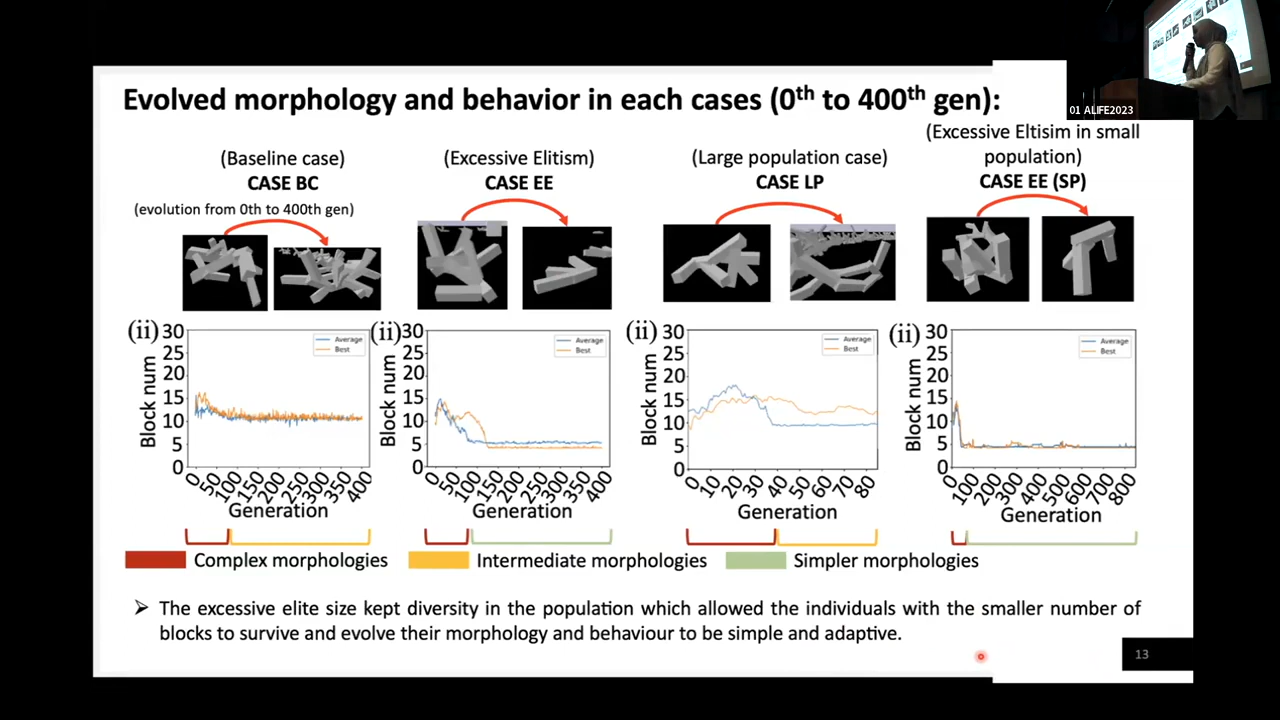 Evolved morphology and behavior in each cases (0th to 400th gen):
01 ALIFE2023
(Baseline case)
CASE BC
(evolution from 0th to 400th gen)
(Excessive Elitism)
CASE EE
(Large population case)
CASE LP
(Excessive Eltisim in small
population)
CASE EE (SP)
(ii)
Block num
30
25
20
15
10
5
0
Average
Best
0 50 100 150 200 250 300 350 400
Generation
(ii)
Block num
30
25
20
15
10
5
0
Average
Best
0 50 100 150 200 250 300 350 400
Generation
(ii)
Block num
30
25
20
15
10
5
0
Average
Best
0 10 20 30 40 50 60 70 80
Generation
(ii)
Block num
30
25
20
15
10
5
0
Average
Best
0 100 200 300 400 500 600 700 800
Generation
Complex morphologies
Intermediate morphologies
Simpler morphologies
➢ The excessive elite size kept diversity in the population which allowed the individuals with the smaller number of
blocks to survive and evolve their morphology and behaviour to be simple and adaptive.
13